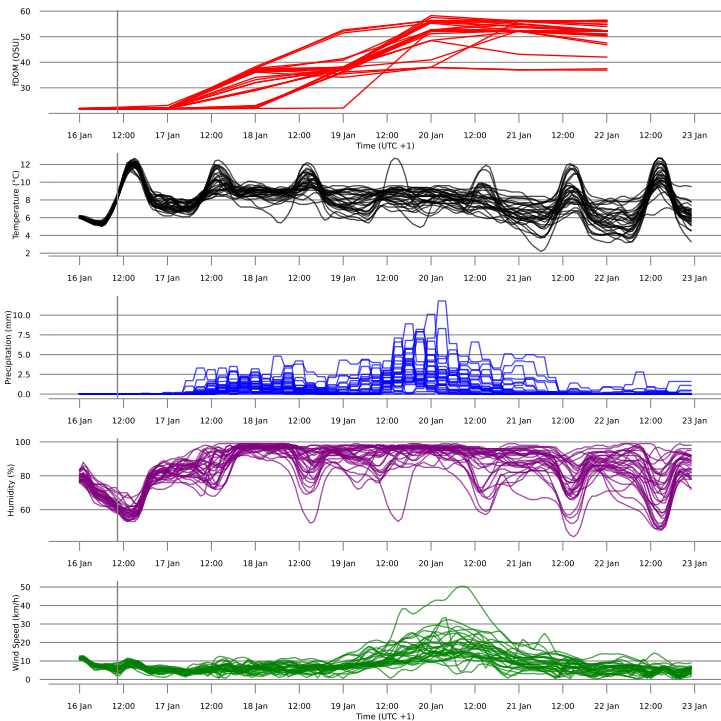 60
50
40
30
fDOM (QSU)
16 Jan 12:00 17 Jan 12:00 18 Jan 12:00 19 Jan 12:00 20 Jan 12:00 21 Jan 12:00 22 Jan 12:00 23 Jan
Time (UTC +1)
12
10
8
6
4
2
Temperature (°C)
16 Jan 12:00 17 Jan 12:00 18 Jan 12:00 19 Jan 12:00 20 Jan 12:00 21 Jan 12:00 22 Jan 12:00 23 Jan
10.0
7.5
5.0
2.5
0.0
Precipitation (mm)
16 Jan 12:00 17 Jan 12:00 18 Jan 12:00 19 Jan 12:00 20 Jan 12:00 21 Jan 12:00 22 Jan 12:00 23 Jan
100
80
60
Humidity (%)
16 Jan 12:00 17 Jan 12:00 18 Jan 12:00 19 Jan 12:00 20 Jan 12:00 21 Jan 12:00 22 Jan 12:00 23 Jan
50
40
30
20
10
0
Wind Speed (km/h)
16 Jan 12:00 17 Jan 12:00 18 Jan 12:00 19 Jan 12:00 20 Jan 12:00 21 Jan 12:00 22 Jan 12:00 23 Jan
Time (UTC +1)